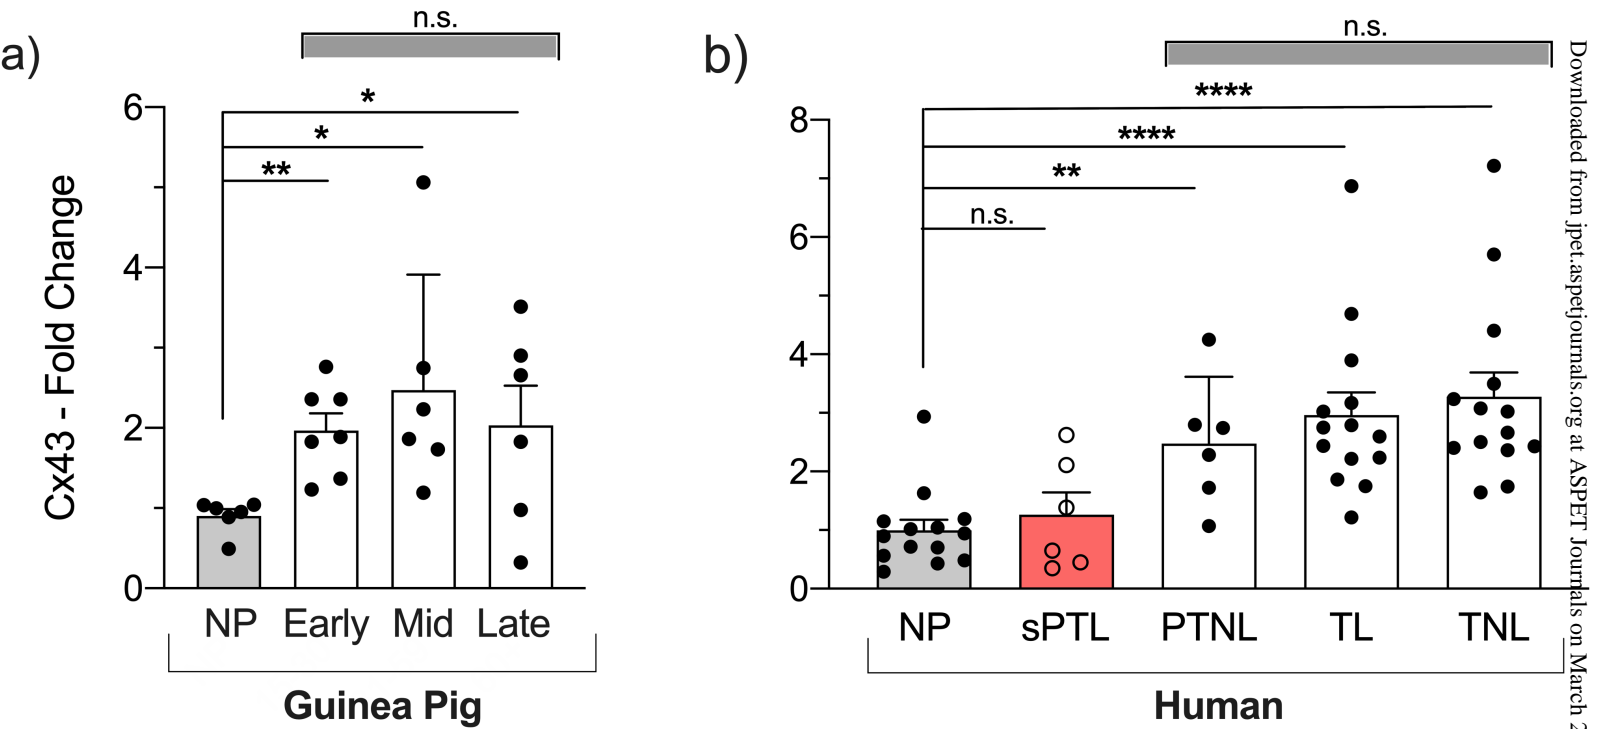 a)
n.s.
*
*
**
Cx43 - Fold Change
6
4
2
0
NP Early Mid Late
Guinea Pig
b)
n.s.
****
****
**
n.s.
8
6
4
2
0
NP sPTL PTNL TL TNL
Human
Downloaded from jpet.aspetjournals.org at ASPET Journals on March